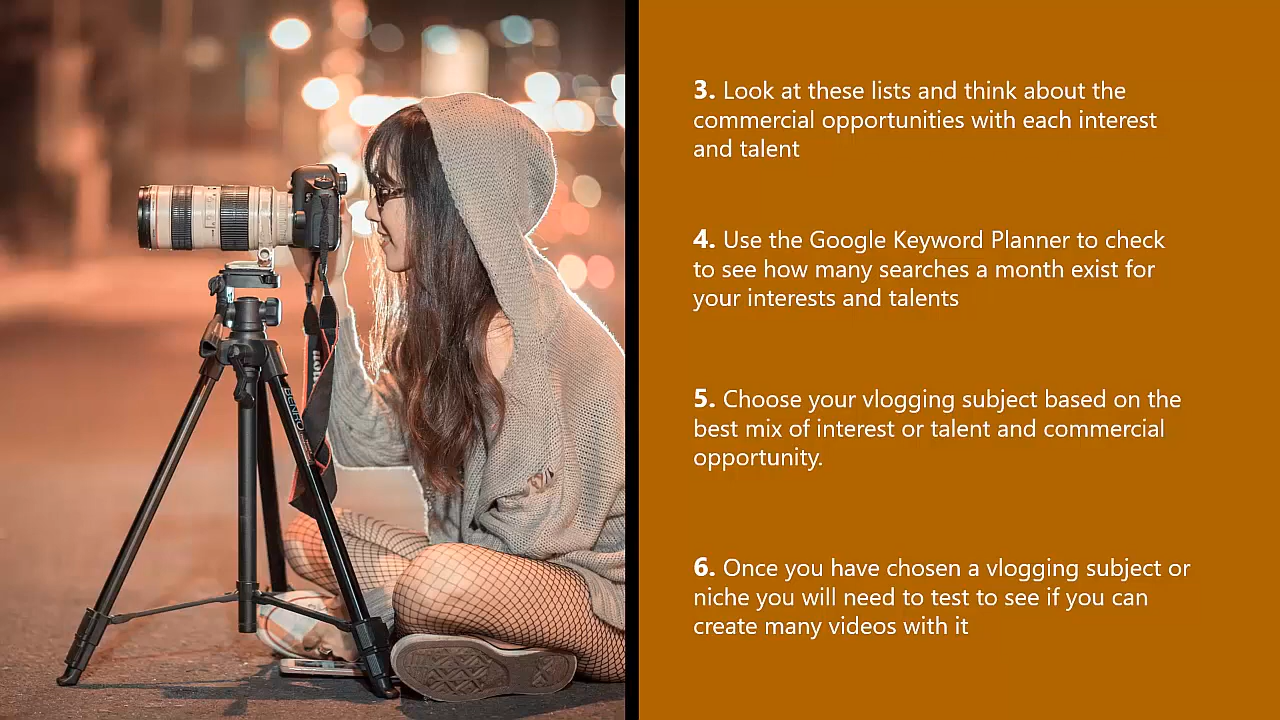 3. Look at these lists and think about the
commercial opportunities with each interest
and talent
4. Use the Google Keyword Planner to check
to see how many searches a month exist for
your interests and talents
5. Choose your vlogging subject based on the
best mix of interest or talent and commercial
opportunity.
6. Once you have chosen a vlogging subject or
niche you will need to test to see if you can
create many videos with it
BENRO